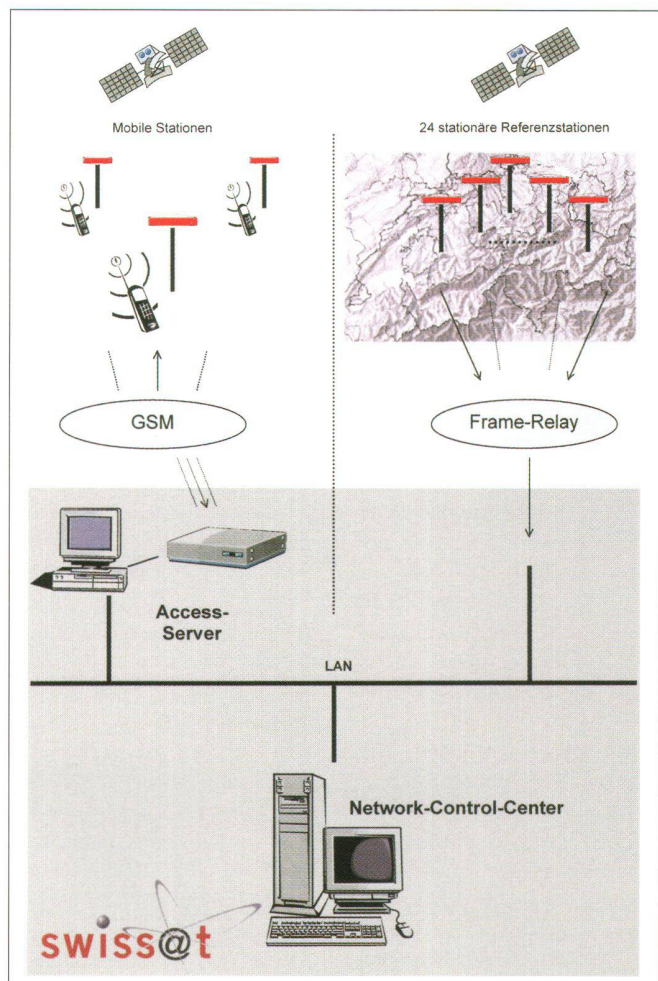 Mobile Stationen
24 stationäre Referenzstationen
GSM
Frame-Relay
Access-
Server
LAN
Network-Control-Center
swiss@t